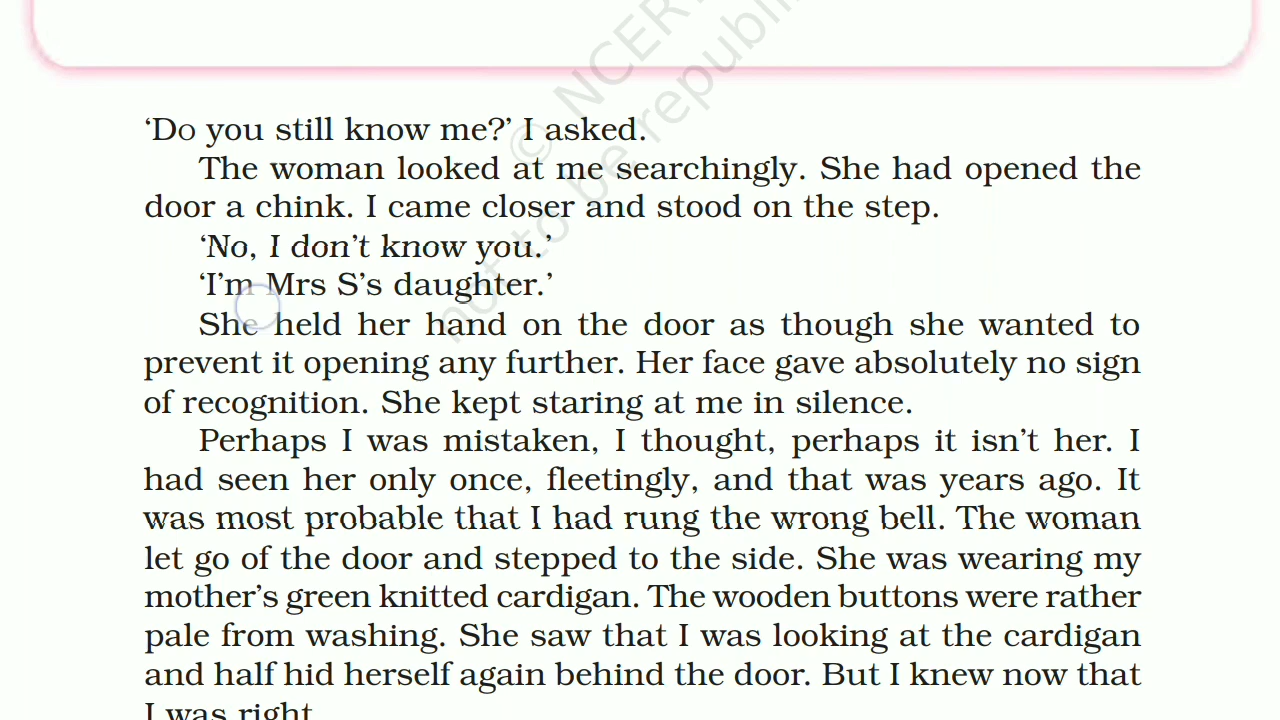 © NCERT
not to be republi
‘Do you still know me?’ I asked.
The woman looked at me searchingly. She had opened the
door a chink. I came closer and stood on the step.
‘No, I don’t know you.’
‘I’m Mrs S’s daughter.’
She held her hand on the door as though she wanted to
prevent it opening any further. Her face gave absolutely no sign
of recognition. She kept staring at me in silence.
Perhaps I was mistaken, I thought, perhaps it isn’t her. I
had seen her only once, fleetingly, and that was years ago. It
was most probable that I had rung the wrong bell. The woman
let go of the door and stepped to the side. She was wearing my
mother’s green knitted cardigan. The wooden buttons were rather
pale from washing. She saw that I was looking at the cardigan
and half hid herself again behind the door. But I knew now that
I was right